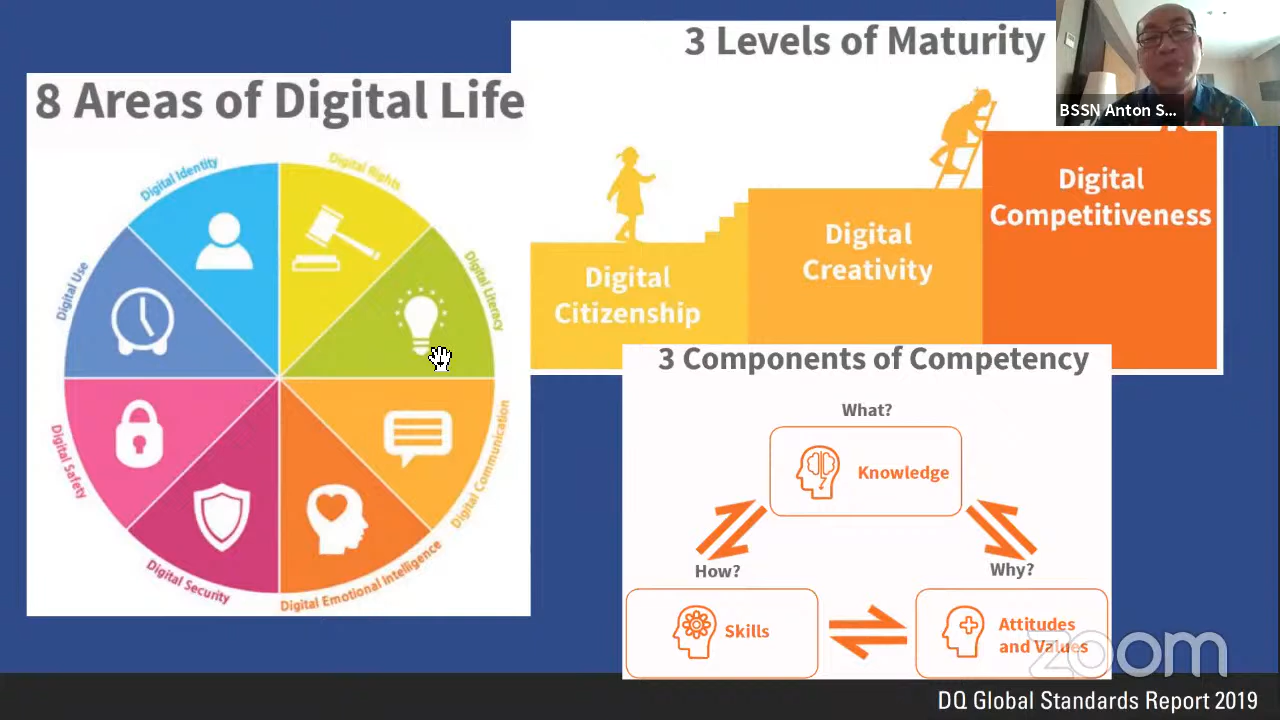 3 Levels of Maturity
BSSN Anton S...
8 Areas of Digital Life
Digital Identity
Digital Rights
Digital Literacy
Digital Communication
Digital Emotional Intelligence
Digital Security
Digital Safety
Digital Use
Digital
Citizenship
Digital
Creativity
Digital
Competitiveness
3 Components of Competency
What?
Knowledge
How?
Why?
Skills
Attitudes
and Values
zoom
DQ Global Standards Report 2019